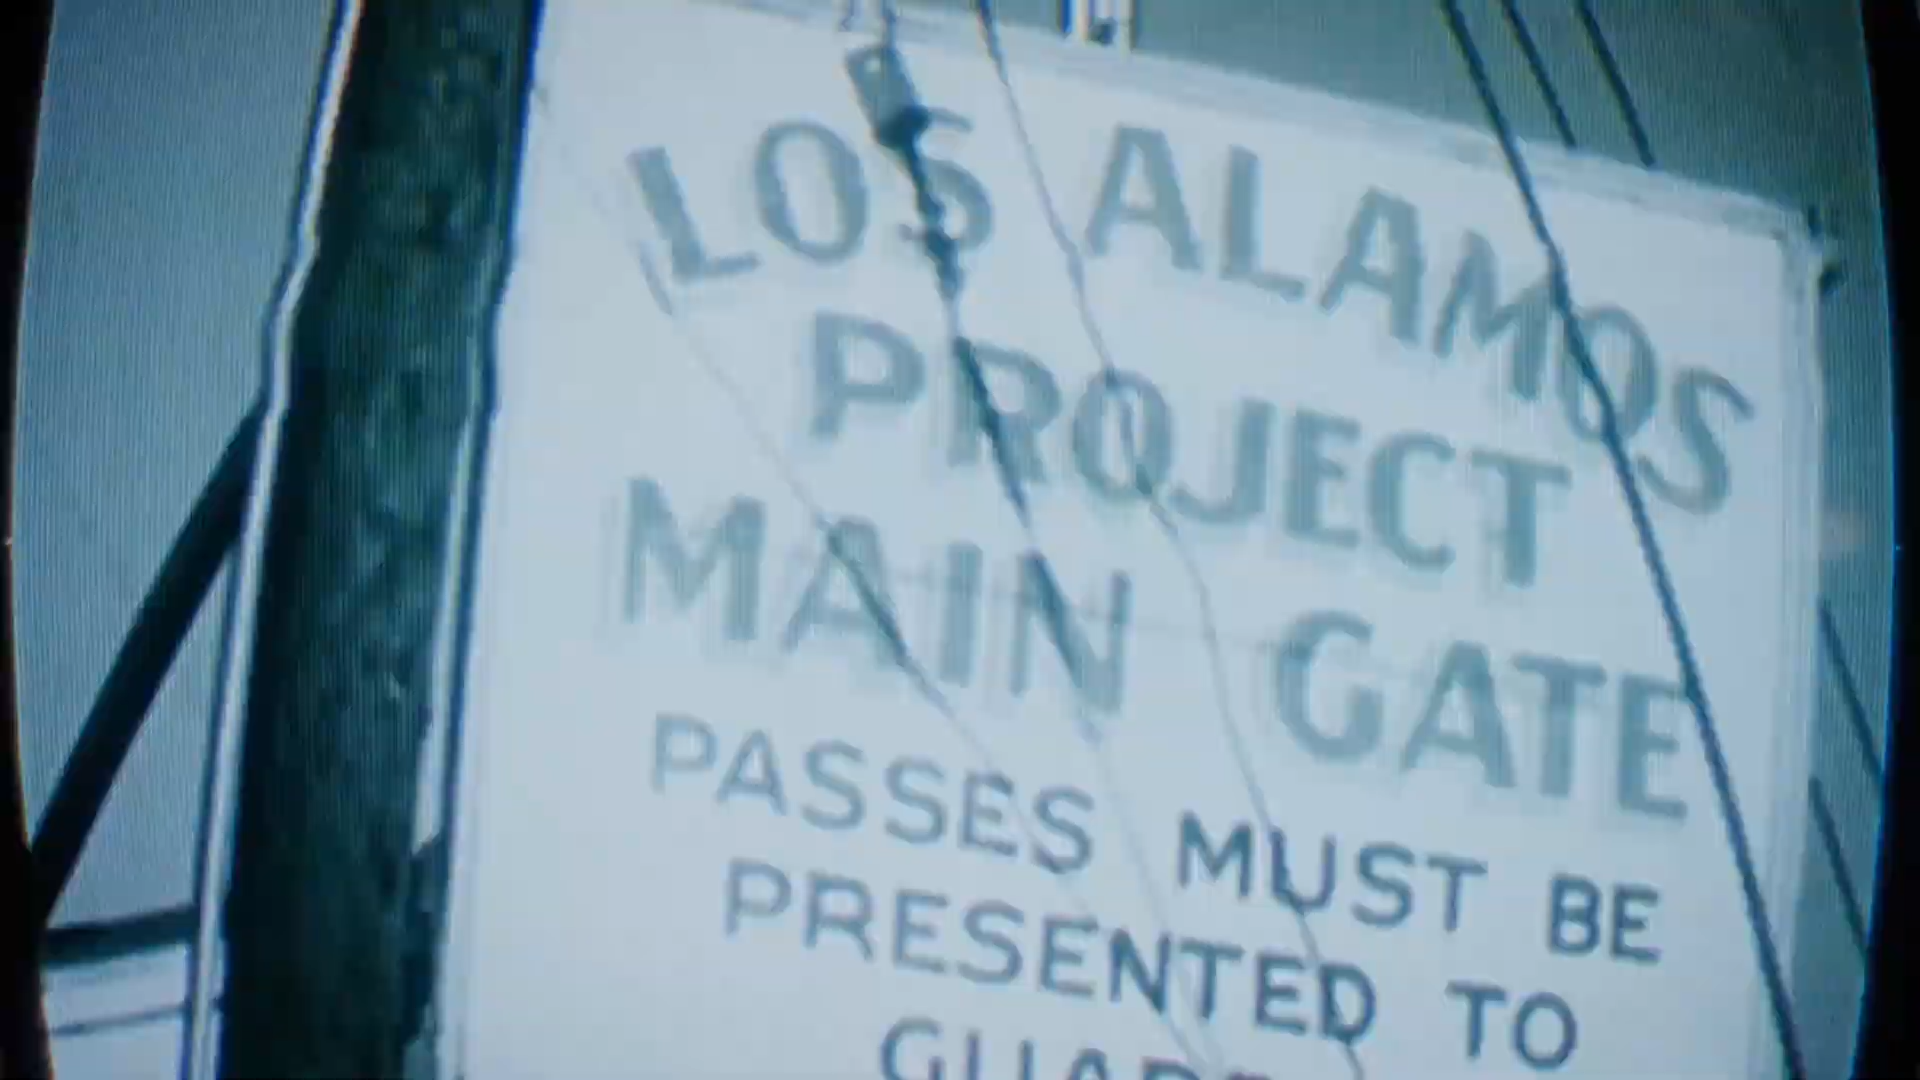 LOS ALAMOS
PROJECT
MAIN GATE
PASSES MUST BE
PRESENTED TO